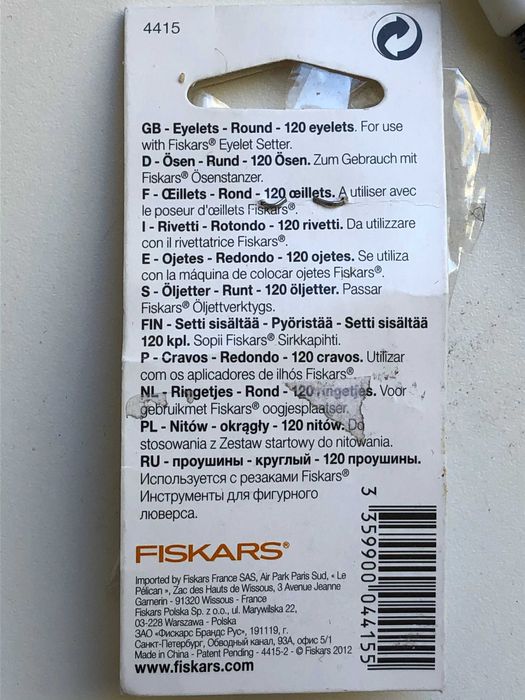 4415
GB - Eyelets - Round - 120 eyelets. For use
with Fiskars® Eyelet Setter.
D - Ösen - Rund - 120 Ösen. Zum Gebrauch mit
Fiskars® Ösenstanzer.
F - Œillets - Rond - 120 œillets. A utiliser avec
le poseur d'œillets Fiskars®.
I - Rivetti - Rotondo - 120 rivetti. Da utilizzare
con il rivettatrice Fiskars®.
E - Ojetes - Redondo - 120 ojetes. Se utiliza
con la máquina de colocar ojetes Fiskars®.
S - Öljetter - Runt - 120 öljetter. Passar
Fiskars® Öljettverktygs.
FIN - Setti sisältää - Pyöristää - Setti sisältää
120 kpl. Sopii Fiskars® Sirkkapihti.
P - Cravos - Redondo - 120 cravos. Utilizar
com os aplicadores de ilhós Fiskars®
NL - Ringetjes - Rond - 120 ringetjes. Voor
gebruikmet Fiskars® oogjesplaatser.
PL - Nitów - okrągły - 120 nitów. Do
stosowania z Zestaw startowy do nitowania.
RU - проушины - круглый - 120 проушины.
Используется с резаками Fiskars®
Инструменты для фигурного
люверса.
FISKARS®
Imported by Fiskars France SAS, Air Park Paris Sud, « Le
Pélican », Zac des Hauts de Wissous, 3 Avenue Jeanne
Garnerin - 91320 Wissous - France
Fiskars Polska Sp. z o.o., ul. Marywilska 22,
03-228 Warszawa - Polska
ЗАО «Фискарс Брандс Рус», 191119, г.
Санкт-Петербург, Обводный канал, 93А, офис 5/1
Made in China - Patent Pending - 4415-2 - © Fiskars 2012
www.fiskars.com
3 359900 044155